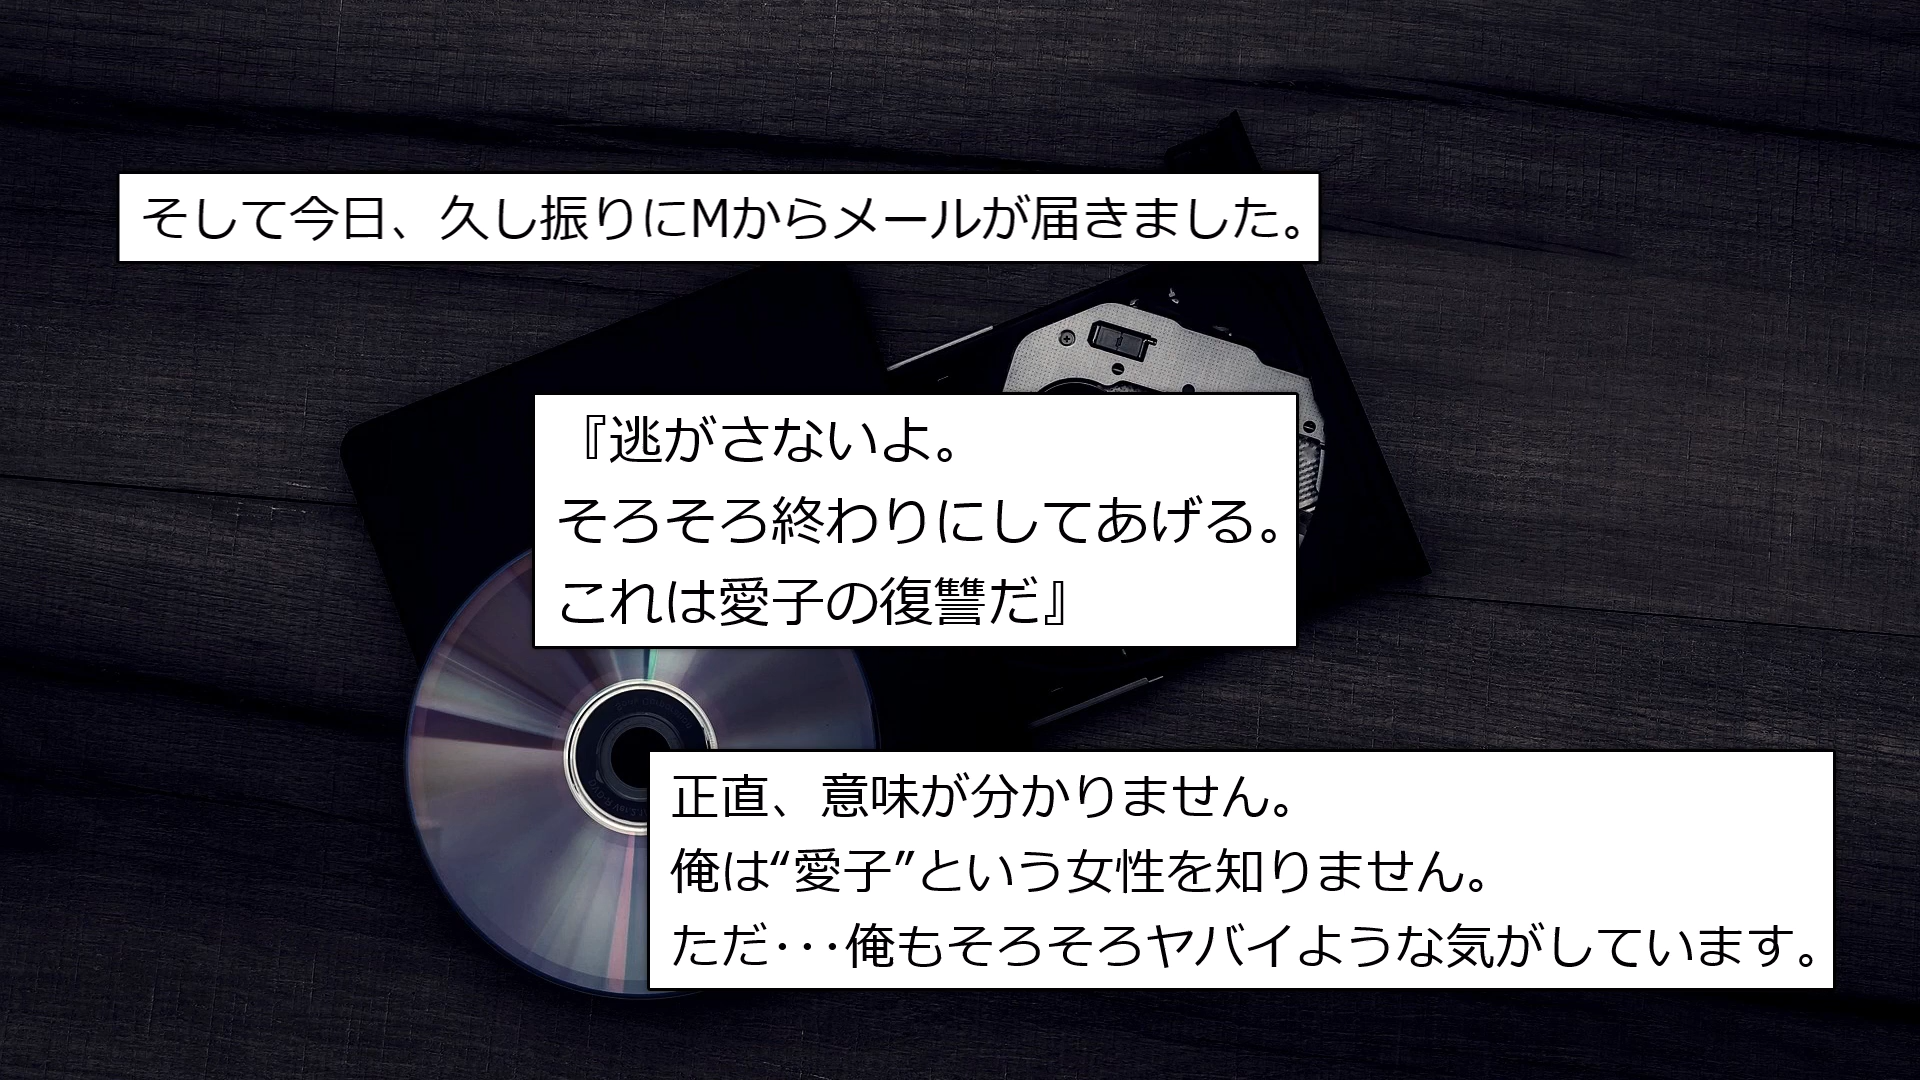 そして今日、久し振りにMからメールが届きました。
『逃がさないよ。
そろそろ終わりにしてあげる。
これは愛子の復讐だ』
正直、意味が分かりません。
俺は“愛子”という女性を知りません。
ただ･･･俺もそろそろヤバイような気がしています。